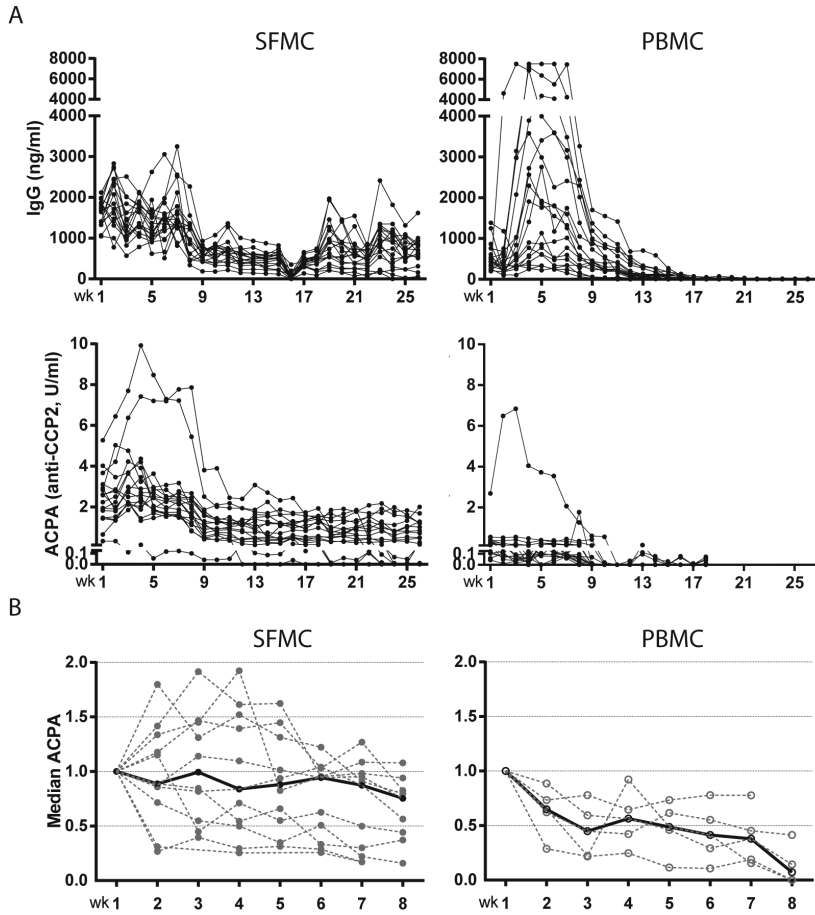 A
SFMC
PBMC
IgG (ng/ml)
8000
6000
4000
4000
3000
2000
1000
0
wk 1 5 9 13 17 21 25
8000
6000
4000
4000
3000
2000
1000
0
wk 1 5 9 13 17 21 25
ACPA (anti-CCP2, U/ml)
10
8
6
4
2
0.1
0.0
wk 1 5 9 13 17 21 25
10
8
6
4
2
0.1
0.0
wk 1 5 9 13 17 21 25
B
SFMC
PBMC
Median ACPA
2.0
1.5
1.0
0.5
0.0
wk 1 2 3 4 5 6 7 8
2.0
1.5
1.0
0.5
0.0
wk 1 2 3 4 5 6 7 8